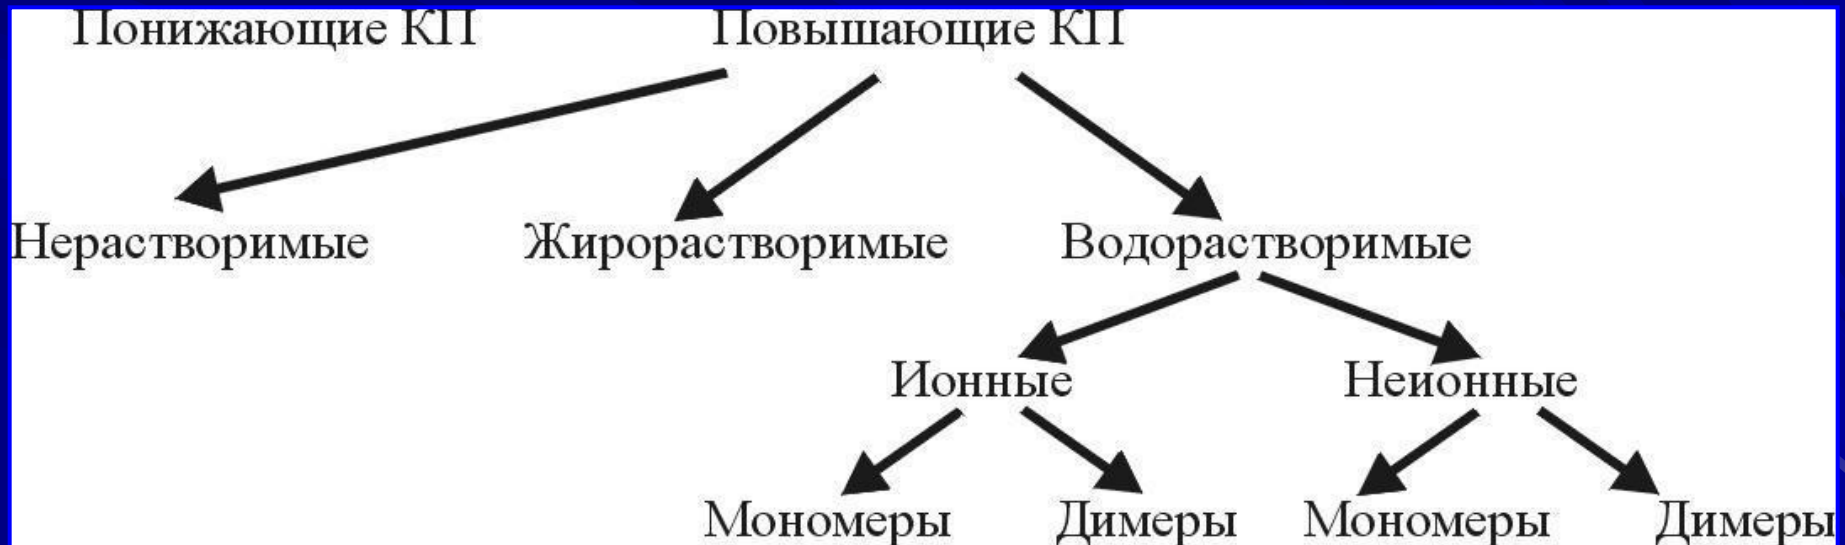 Понижающие КП Повышающие КП
Нерастворимые Жирорастворимые Водорастворимые
Ионные Неионные
Мономеры Димеры Мономеры Димеры